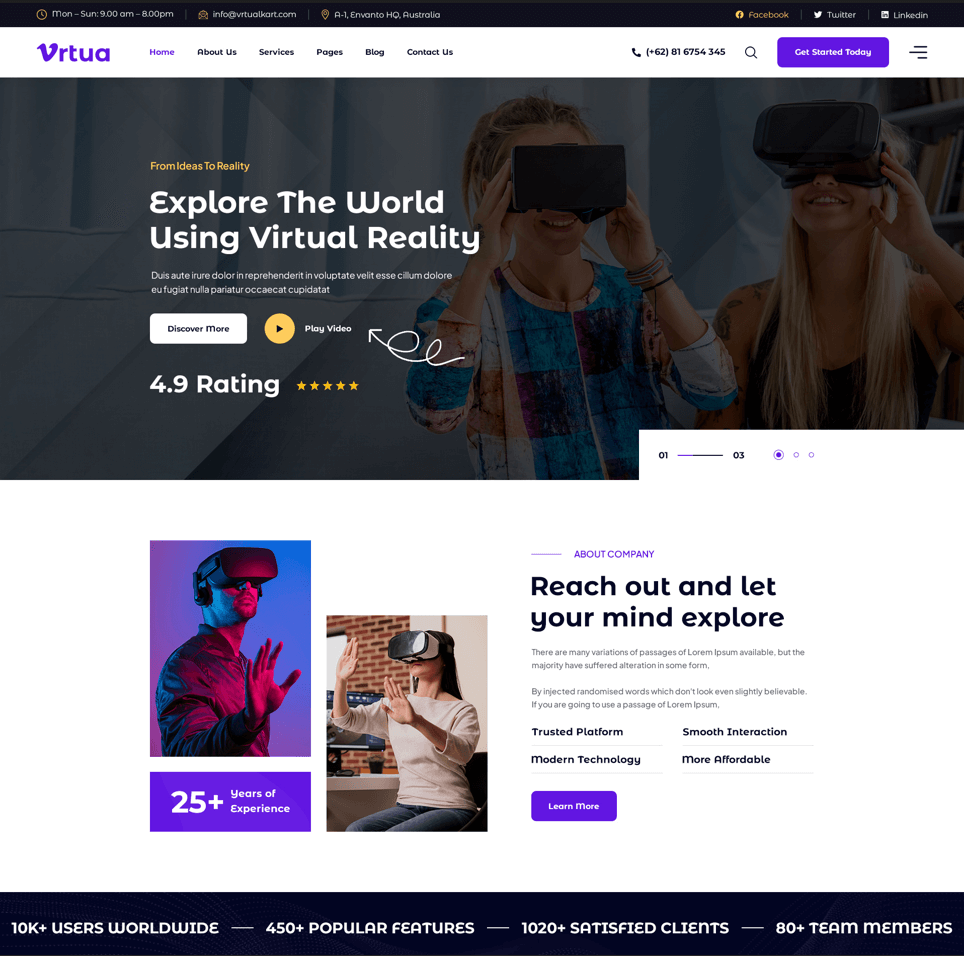 Mon – Sun: 9.00 am – 8.00pm
info@vrtualkart.com
A-1, Envanto HQ, Australia
Facebook
Twitter
Linkedin
Vrtua
Home
About Us
Services
Pages
Blog
Contact Us
(+62) 81 6754 345
Get Started Today
From Ideas To Reality
Explore The World
Using Virtual Reality
Duis aute irure dolor in reprehenderit in voluptate velit esse cillum dolore
eu fugiat nulla pariatur occaecat cupidatat
Discover More
Play Video
4.9 Rating
01
03
ABOUT COMPANY
Reach out and let
your mind explore
There are many variations of passages of Lorem Ipsum available, but the
majority have suffered alteration in some form,
By injected randomised words which don't look even slightly believable.
If you are going to use a passage of Lorem Ipsum,
Trusted Platform
Smooth Interaction
Modern Technology
More Affordable
Learn More
25+
Years of
Experience
10K+ USERS WORLDWIDE — 450+ POPULAR FEATURES — 1020+ SATISFIED CLIENTS — 80+ TEAM MEMBERS